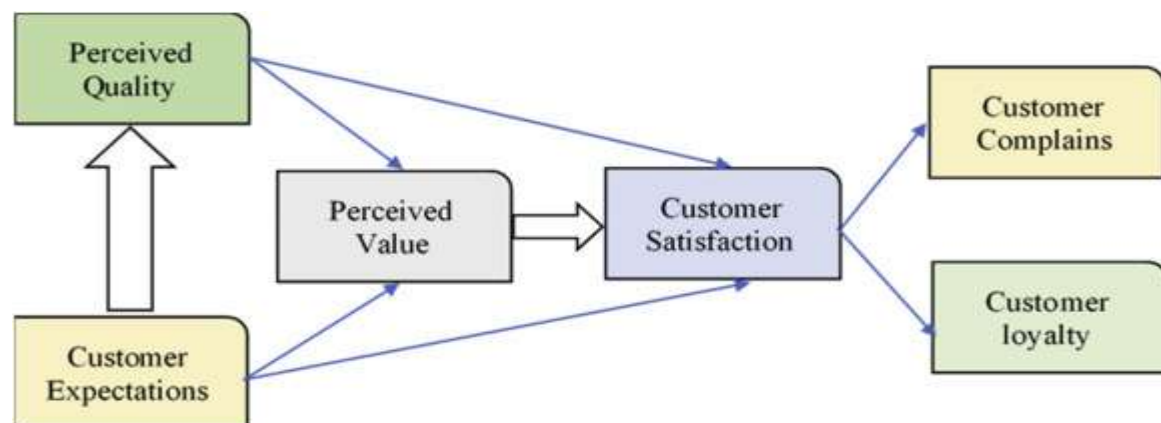 Perceived
Quality
Customer
Complains
Perceived
Value
Customer
Satisfaction
Customer
loyalty
Customer
Expectations